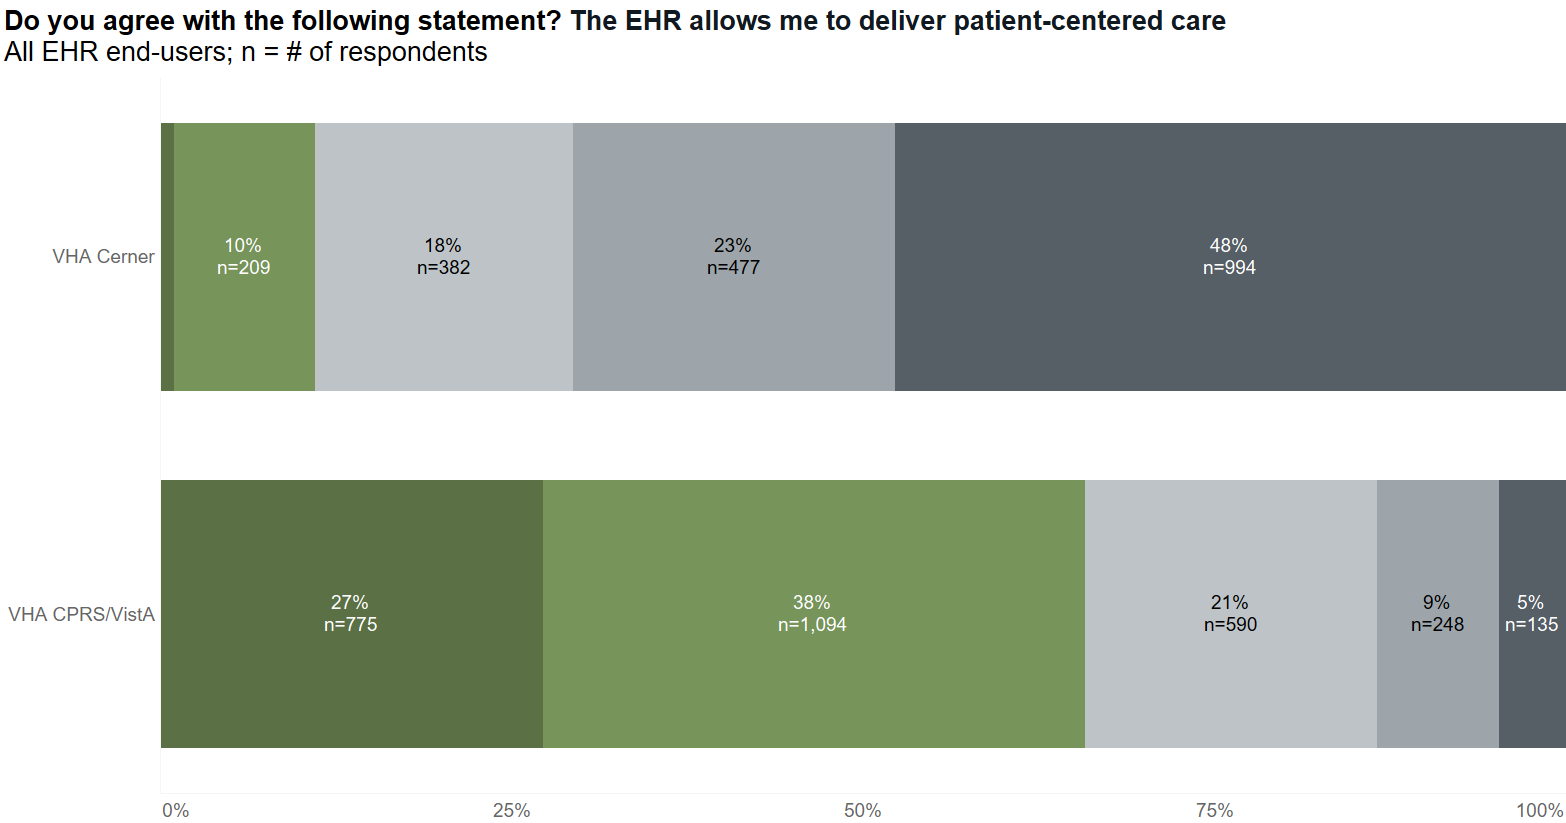 Do you agree with the following statement? The EHR allows me to deliver patient-centered care
All EHR end-users; n = # of respondents
VHA Cerner
10%
n=209
18%
n=382
23%
n=477
48%
n=994
VHA CPRS/VistA
27%
n=775
38%
n=1,094
21%
n=590
9%
n=248
5%
n=135
0%
25%
50%
75%
100%